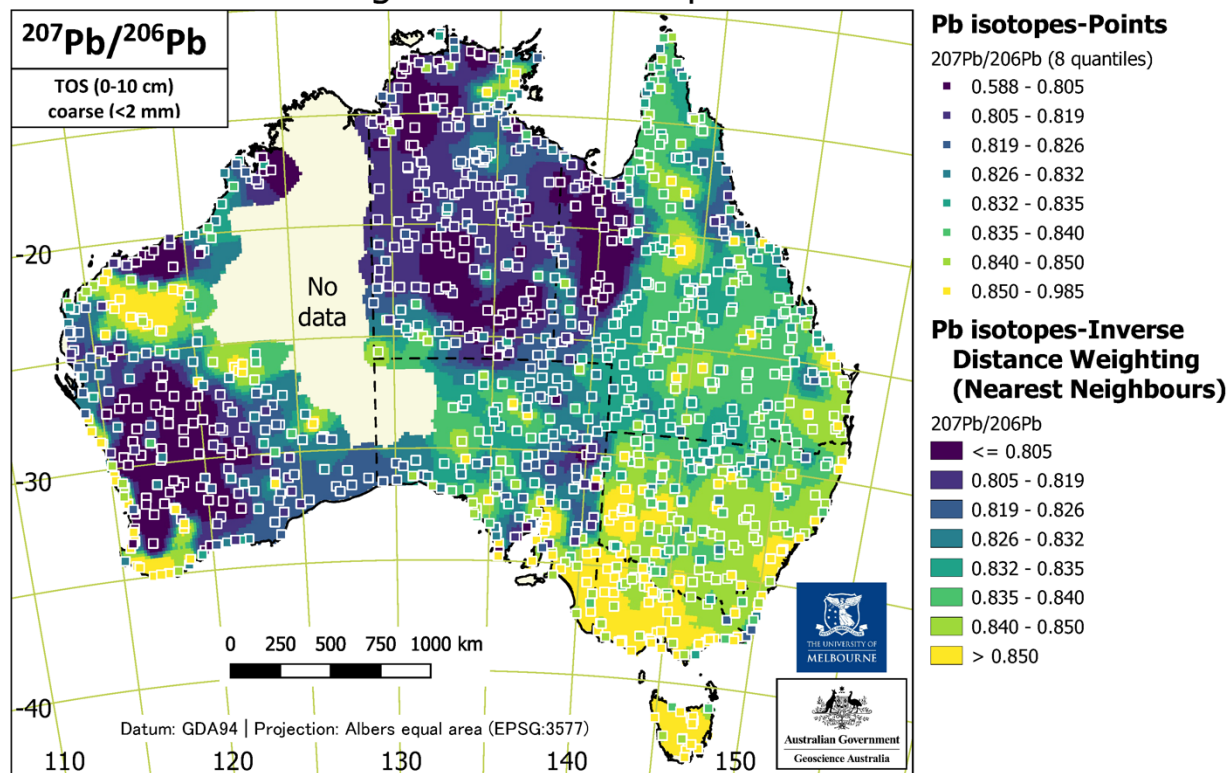 ²⁰⁷Pb/²⁰⁶Pb
TOS (0-10 cm)
coarse (<2 mm)
No
data
-20
-30
-40
110
120
130
140
150
0 250 500 750 1000 km
Datum: GDA94 | Projection: Albers equal area (EPSG:3577)
THE UNIVERSITY OF
MELBOURNE
Australian Government
Geoscience Australia
Pb isotopes-Points
207Pb/206Pb (8 quantiles)
0.588 - 0.805
0.805 - 0.819
0.819 - 0.826
0.826 - 0.832
0.832 - 0.835
0.835 - 0.840
0.840 - 0.850
0.850 - 0.985
Pb isotopes-Inverse
Distance Weighting
(Nearest Neighbours)
207Pb/206Pb
<= 0.805
0.805 - 0.819
0.819 - 0.826
0.826 - 0.832
0.832 - 0.835
0.835 - 0.840
0.840 - 0.850
> 0.850